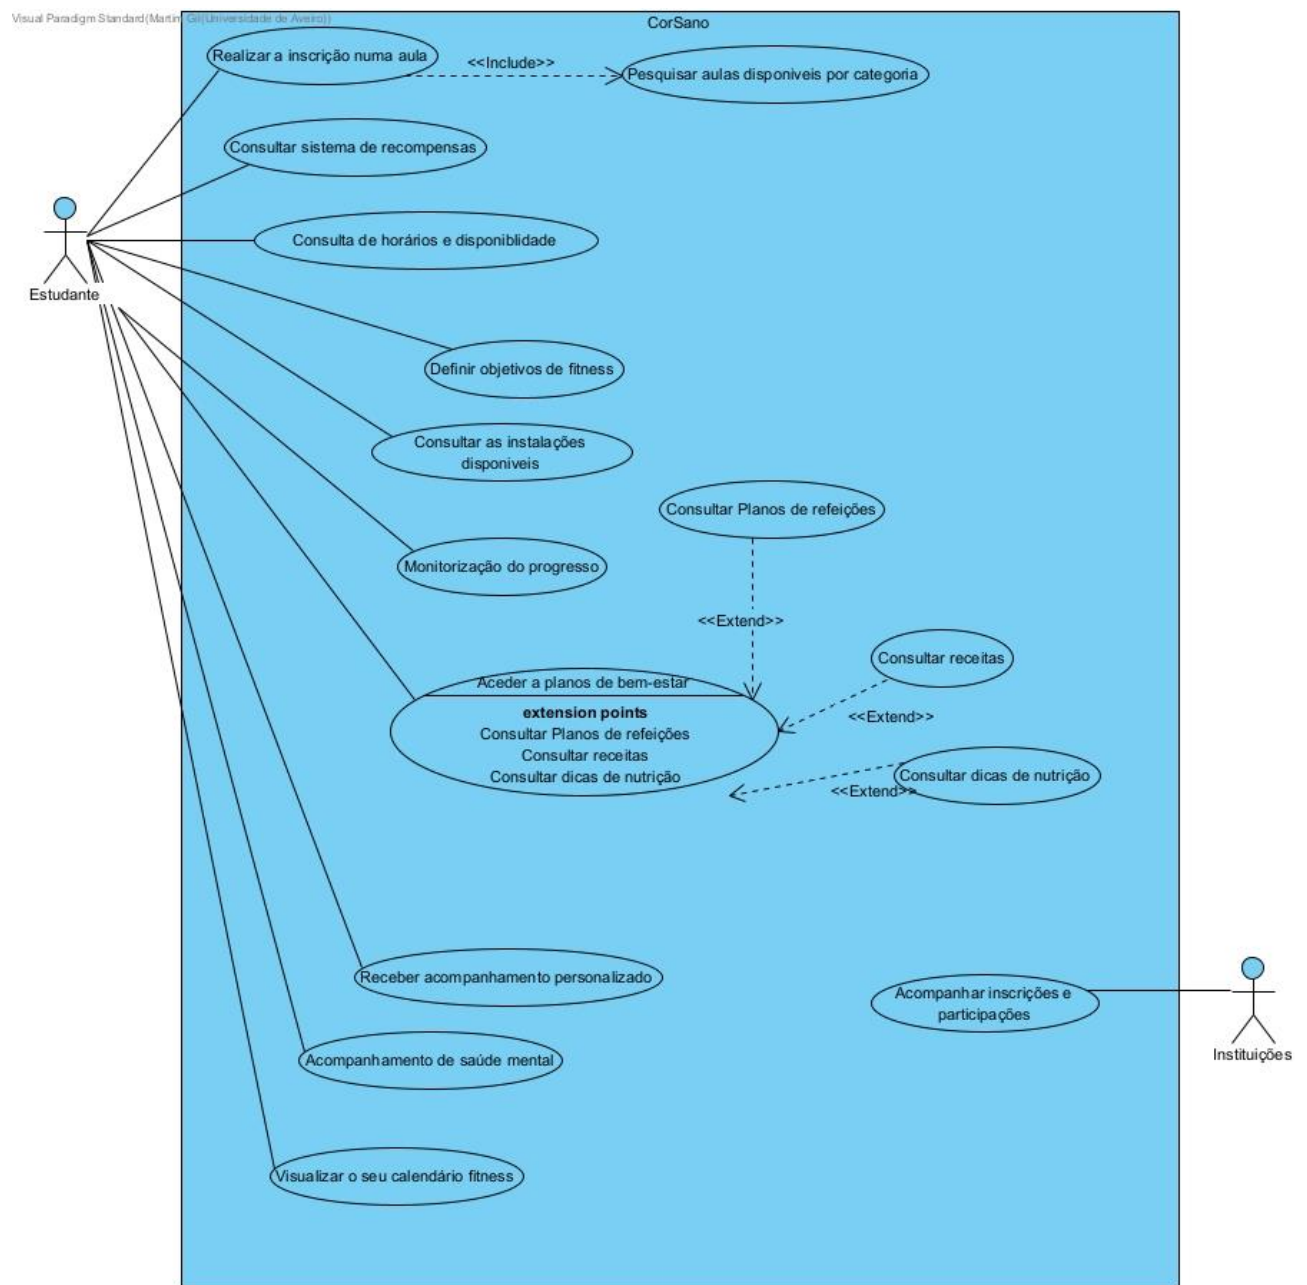 Visual Paradigm Standard(Martim Gil(Universidade de Aveiro))
CorSano
Realizar a inscrição numa aula
<<Include>>
Pesquisar aulas disponiveis por categoria
Consultar sistema de recompensas
Consulta de horários e disponiblidade
Estudante
Definir objetivos de fitness
Consultar as instalações
disponiveis
Consultar Planos de refeições
Monitorização do progresso
<<Extend>>
Consultar receitas
Aceder a planos de bem-estar
extension points
Consultar Planos de refeições
Consultar receitas
Consultar dicas de nutrição
<<Extend>>
Consultar dicas de nutrição
<<Extend>>
Receber acompanhamento personalizado
Acompanhar inscrições e
participações
Instituições
Acompanhamento de saúde mental
Visualizar o seu calendário fitness